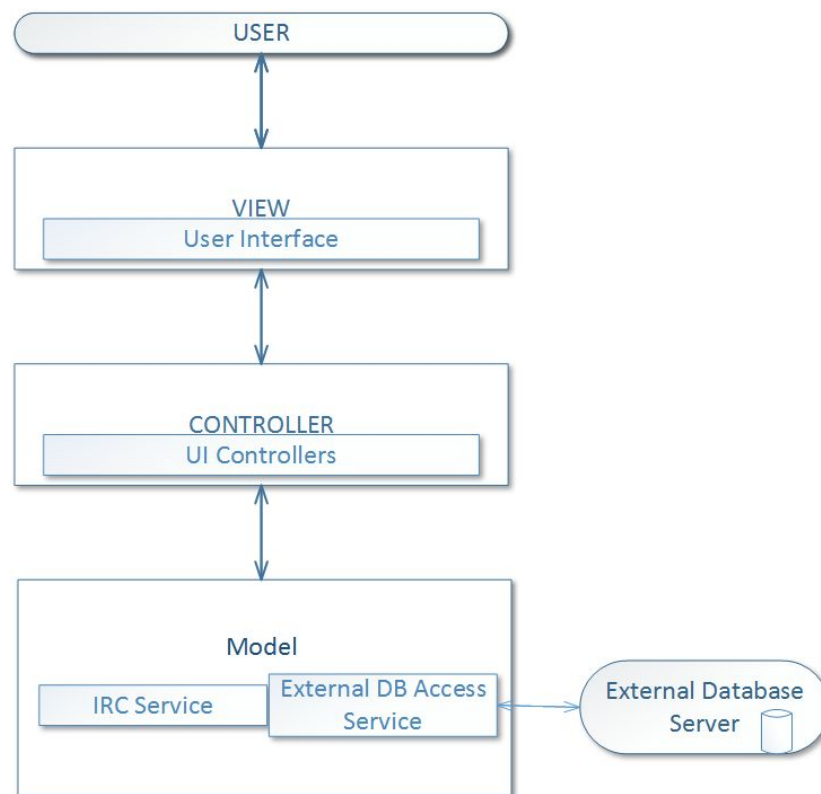 USER
VIEW
User Interface
CONTROLLER
UI Controllers
Model
IRC Service
External DB Access
Service
External Database
Server